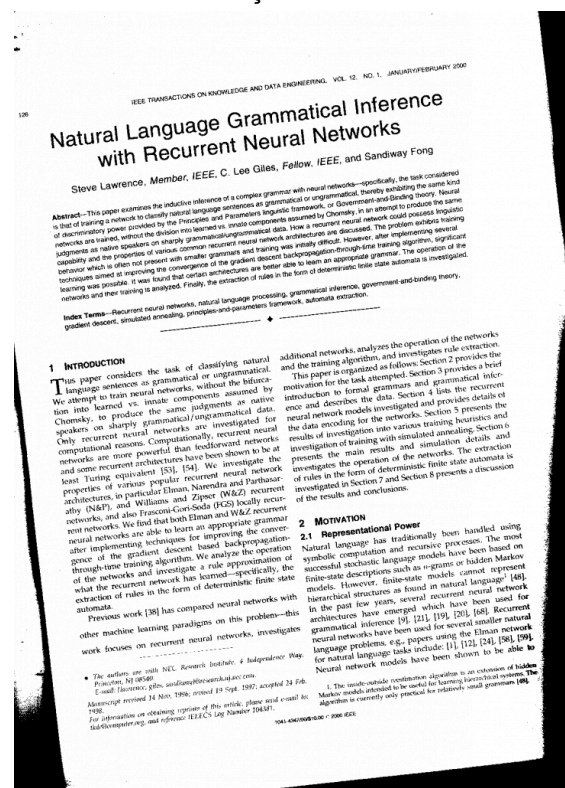 IEEE TRANSACTIONS ON KNOWLEDGE AND DATA ENGINEERING, VOL. 12, NO. 1, JANUARY/FEBRUARY 2000
126
Natural Language Grammatical Inference
with Recurrent Neural Networks
Steve Lawrence, Member, IEEE, C. Lee Giles, Fellow, IEEE, and Sandiway Fong
Abstract—This paper examines the inductive inference of a complex grammar with neural networks—specifically, the task considered
is that of training a network to classify natural language sentences as grammatical or ungrammatical, thereby exhibiting the same kind
of discriminatory power provided by the Principles and Parameters linguistic framework, or Government-and-Binding theory. Neural
networks are trained, without the division into learned vs. innate components assumed by Chomsky, in an attempt to produce the same
judgments as native speakers on sharply grammatical/ungrammatical data. How a recurrent neural network could possess linguistic
capability and the properties of various common recurrent neural network architectures are discussed. The problem exhibits training
behavior which is often not present with smaller grammars and training was initially difficult. However, after implementing several
techniques aimed at improving the convergence of the gradient descent backpropagation-through-time training algorithm, significant
learning was possible. It was found that certain architectures are better able to learn an appropriate grammar. The operation of the
networks and their training is analyzed. Finally, the extraction of rules in the form of deterministic finite state automata is investigated.
Index Terms—Recurrent neural networks, natural language processing, grammatical inference, government-and-binding theory,
gradient descent, simulated annealing, principles-and-parameters framework, automata extraction.
1 INTRODUCTION
THIS paper considers the task of classifying natural
language sentences as grammatical or ungrammatical.
We attempt to train neural networks, without the bifurca-
tion into learned vs. innate components assumed by
Chomsky, to produce the same judgments as native
speakers on sharply grammatical/ungrammatical data.
Only recurrent neural networks are investigated for
computational reasons. Computationally, recurrent neural
networks are more powerful than feedforward networks
and some recurrent architectures have been shown to be at
least Turing equivalent [53], [54]. We investigate the
properties of various popular recurrent neural network
architectures, in particular Elman, Narendra and Parthasar-
athy (N&P), and Williams and Zipser (W&Z) recurrent
networks, and also Frasconi-Gori-Soda (FGS) locally recur-
rent networks. We find that both Elman and W&Z recurrent
neural networks are able to learn an appropriate grammar
after implementing techniques for improving the conver-
gence of the gradient descent based backpropagation-
through-time training algorithm. We analyze the operation
of the networks and investigate a rule approximation of
what the recurrent network has learned—specifically, the
extraction of rules in the form of deterministic finite state
automata.
Previous work [38] has compared neural networks with
other machine learning paradigms on this problem—this
work focuses on recurrent neural networks, investigates
• The authors are with NEC Research Institute, 4 Independence Way,
Princeton, NJ 08540.
E-mail: {lawrence, giles, sandiway}@research.nj.nec.com.
Manuscript received 14 Nov. 1996; revised 19 Sept. 1997; accepted 24 Feb.
1998.
For information on obtaining reprints of this article, please send e-mail to:
tkde@computer.org, and reference IEEECS Log Number 104381.
additional networks, analyzes the operation of the networks
and the training algorithm, and investigates rule extraction.
This paper is organized as follows: Section 2 provides the
motivation for the task attempted. Section 3 provides a brief
introduction to formal grammars and grammatical infer-
ence and describes the data. Section 4 lists the recurrent
neural network models investigated and provides details of
the data encoding for the networks. Section 5 presents the
results of investigation into various training heuristics and
investigation of training with simulated annealing. Section 6
presents the main results and simulation details and
investigates the operation of the networks. The extraction
of rules in the form of deterministic finite state automata is
investigated in Section 7 and Section 8 presents a discussion
of the results and conclusions.
2 MOTIVATION
2.1 Representational Power
Natural language has traditionally been handled using
symbolic computation and recursive processes. The most
successful stochastic language models have been based on
finite-state descriptions such as n-grams or hidden Markov
models. However, finite-state models cannot represent
hierarchical structures as found in natural language¹ [48].
In the past few years, several recurrent neural network
architectures have emerged which have been used for
grammatical inference [9], [21], [19], [20], [68]. Recurrent
neural networks have been used for several smaller natural
language problems, e.g., papers using the Elman network
for natural language tasks include: [1], [12], [24], [58], [59].
Neural network models have been shown to be able to
1. The inside-outside reestimation algorithm is an extension of hidden
Markov models intended to be useful for learning hierarchical systems. The
algorithm is currently only practical for relatively small grammars [48].
1041-4347/00/$10.00 © 2000 IEEE